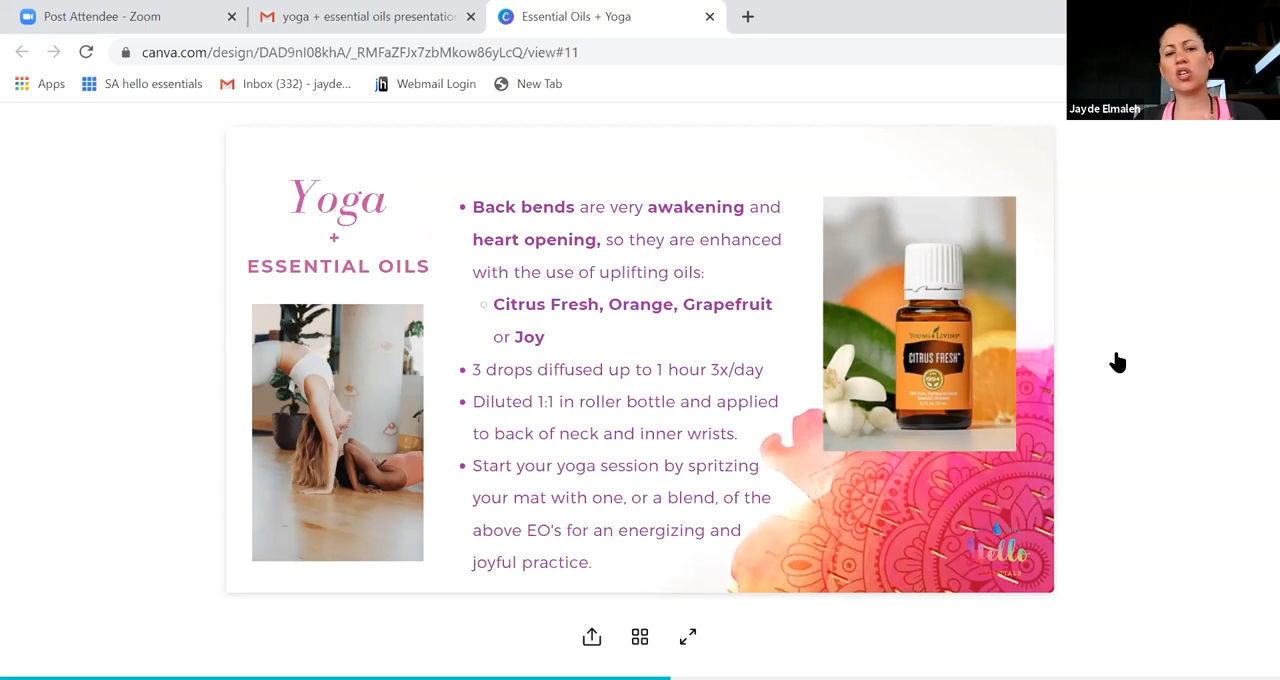 Post Attendee - Zoom
yoga + essential oils presentatio
Essential Oils + Yoga
canva.com/design/DAD9nI08khA/_RMFaZFJx7zbMkow86yLcQ/view#11
Apps
SA hello essentials
Inbox (332) - jayde...
Webmail Login
New Tab
Jayde Elmaleh
Yoga
+
ESSENTIAL OILS
• Back bends are very awakening and
heart opening, so they are enhanced
with the use of uplifting oils:
○ Citrus Fresh, Orange, Grapefruit
or Joy
• 3 drops diffused up to 1 hour 3x/day
• Diluted 1:1 in roller bottle and applied
to back of neck and inner wrists.
• Start your yoga session by spritzing
your mat with one, or a blend, of the
above EO's for an energizing and
joyful practice.
YOUNG LIVING
CITRUS FRESH™
Hello